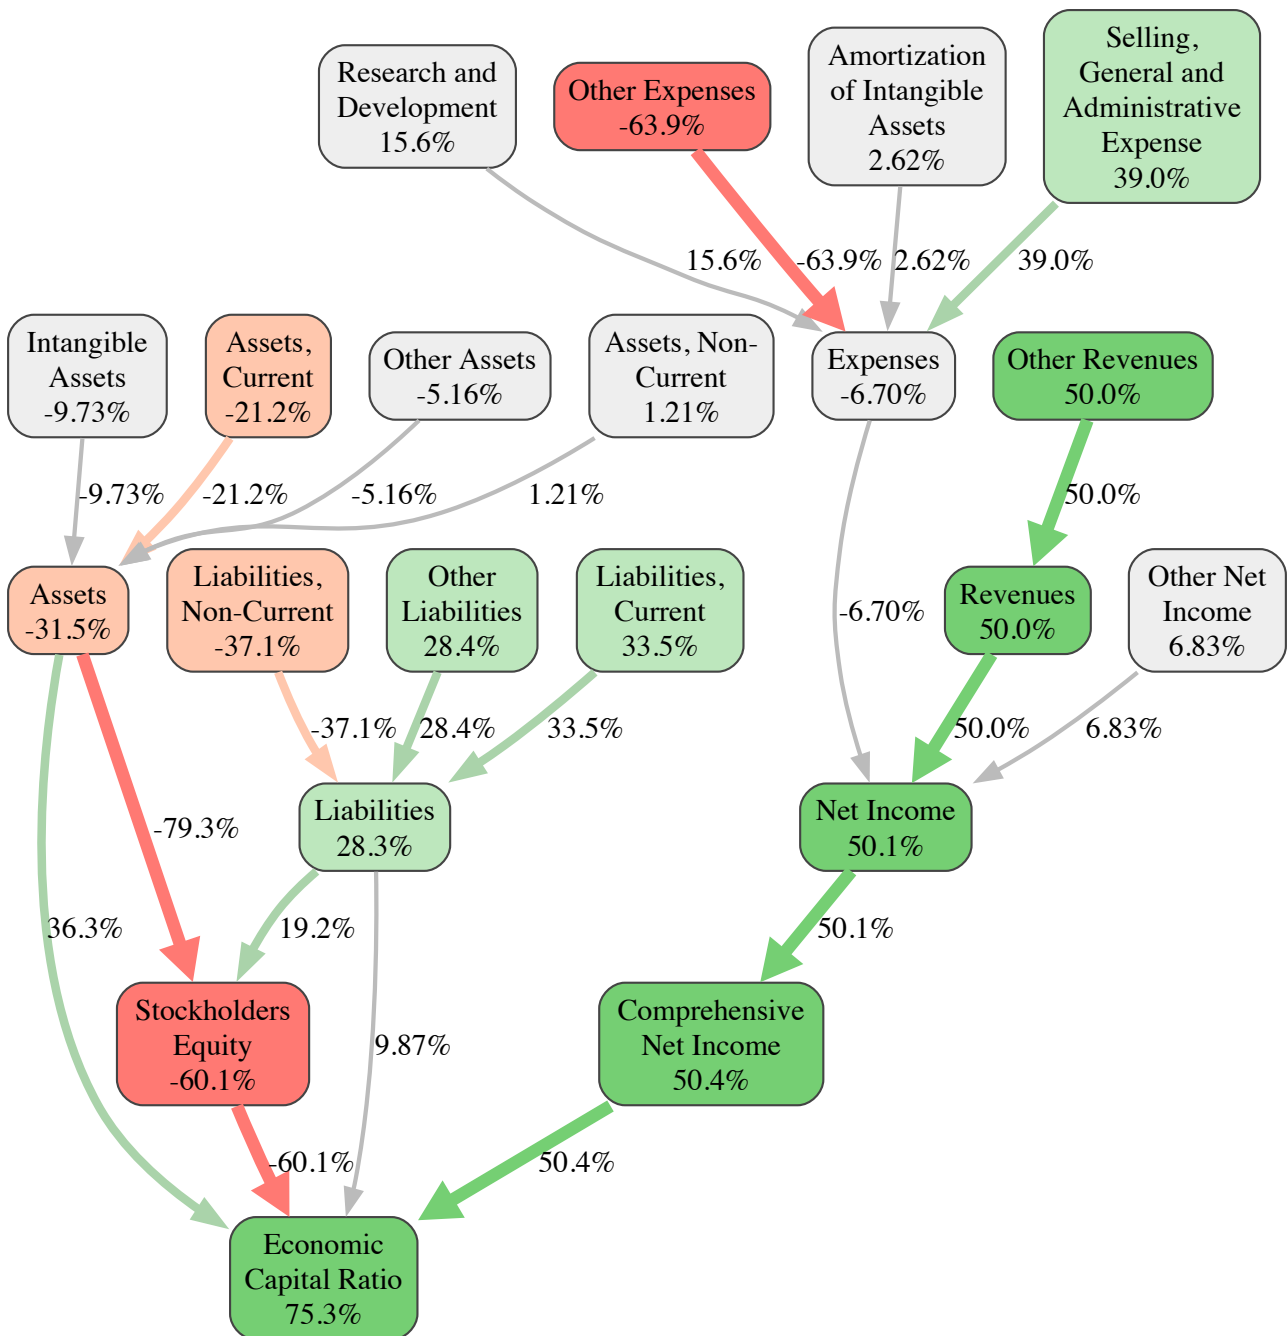 Research and
Development
15.6%
Other Expenses
-63.9%
Amortization
of Intangible
Assets
2.62%
Selling,
General and
Administrative
Expense
39.0%
15.6%
-63.9%
2.62%
39.0%
Intangible
Assets
-9.73%
Assets,
Current
-21.2%
Other Assets
-5.16%
Assets, Non-
Current
1.21%
Expenses
-6.70%
Other Revenues
50.0%
-9.73%
-21.2%
-5.16%
1.21%
50.0%
Assets
-31.5%
Liabilities,
Non-Current
-37.1%
Other
Liabilities
28.4%
Liabilities,
Current
33.5%
-6.70%
Revenues
50.0%
Other Net
Income
6.83%
-37.1%
28.4%
33.5%
50.0%
6.83%
-79.3%
Liabilities
28.3%
Net Income
50.1%
36.3%
19.2%
50.1%
Stockholders
Equity
-60.1%
9.87%
Comprehensive
Net Income
50.4%
-60.1%
50.4%
Economic
Capital Ratio
75.3%